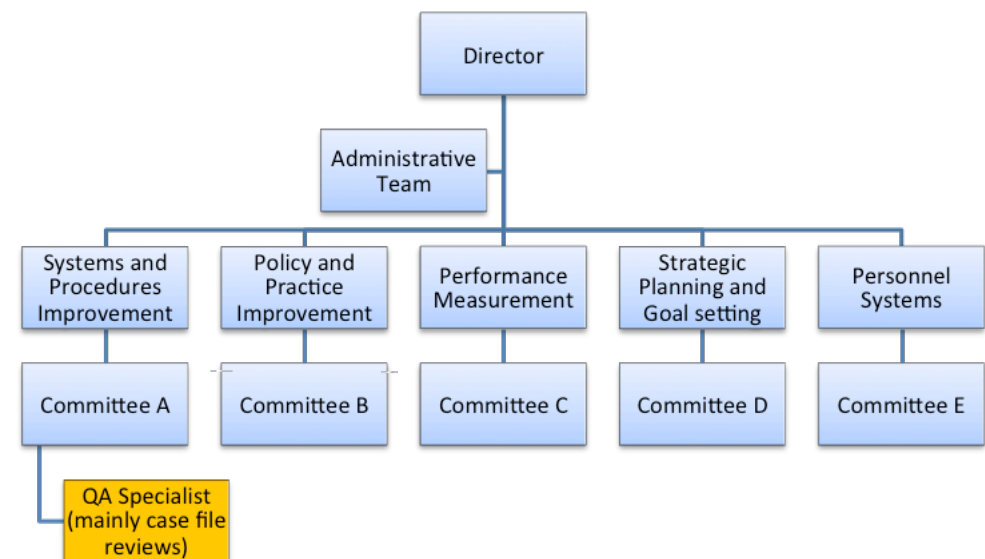 Director
Administrative
Team
Systems and
Procedures
Improvement
Policy and
Practice
Improvement
Performance
Measurement
Strategic
Planning and
Goal setting
Personnel
Systems
Committee A
Committee B
Committee C
Committee D
Committee E
QA Specialist
(mainly case file
reviews)